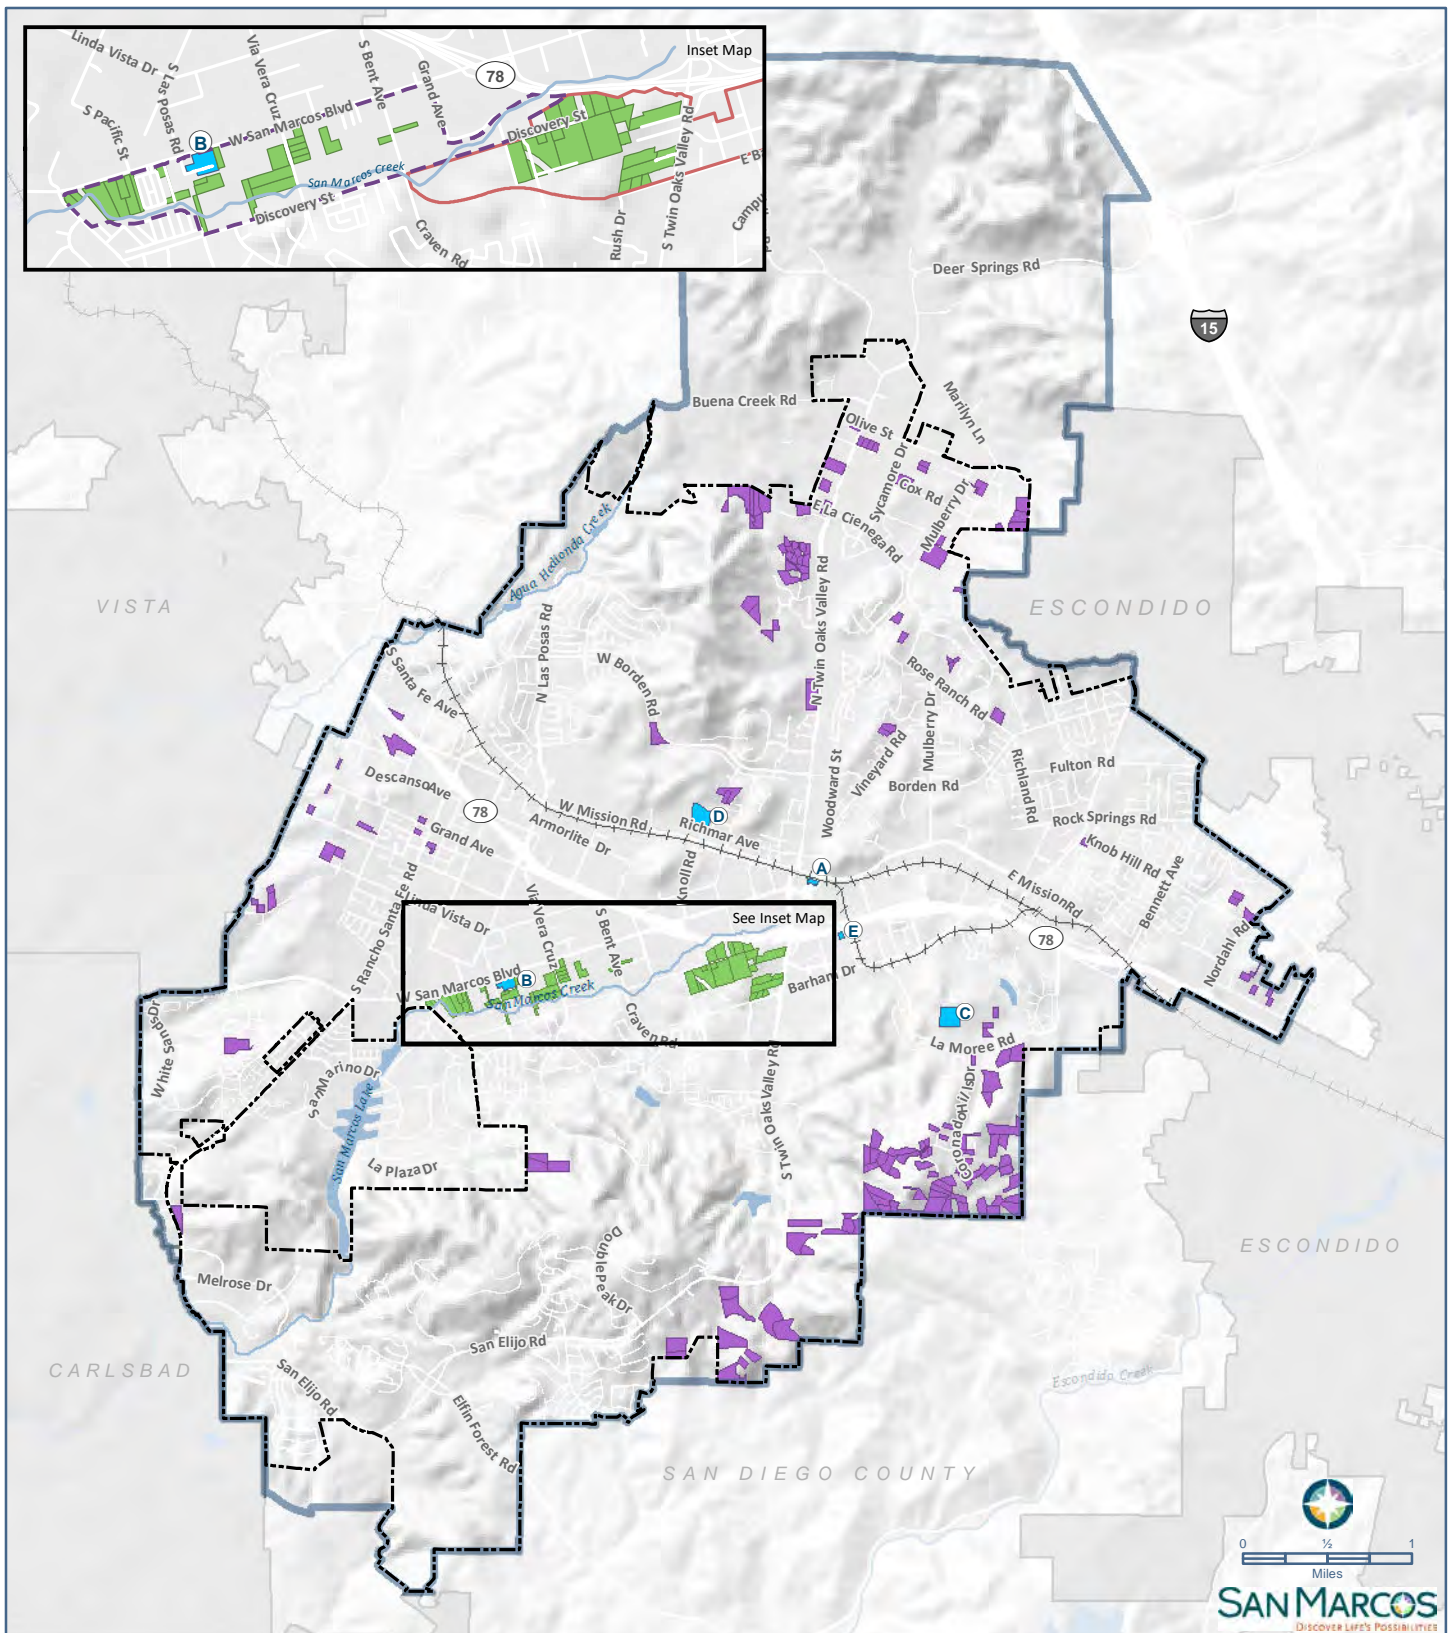 Inset Map
Linda Vista Dr
S Las Posas Rd
Via Vera Cruz
S Bent Ave
Grand Ave
78
S Pacific St
W San Marcos Blvd
B
Discovery St
San Marcos Creek
Discovery St
Craven Rd
Rush Dr
S Twin Oaks Valley Rd
Deer Springs Rd
15
Buena Creek Rd
Marilyn Ln
Olive St
Sycamore Dr
Cox Rd
Mulberry Dr
E La Cienega Rd
Agua Hedionda Creek
VISTA
ESCONDIDO
N Las Posas Rd
N Twin Oaks Valley Rd
W Borden Rd
S Santa Fe Ave
Rose Ranch Rd
Mulberry Dr
Vineyard Rd
Borden Rd
Woodward St
Richland Rd
Fulton Rd
Descanso Ave
78
W Mission Rd
D
Richmar Ave
Rock Springs Rd
Grand Ave
Armorlite Dr
Knob Hill Rd
Knoll Rd
A
E Mission Rd
Bennett Ave
S Rancho Santa Fe Rd
Linda Vista Dr
Via Vera Cruz
S Bent Ave
See Inset Map
E
78
Nordahl Rd
W San Marcos Blvd
B
San Marcos Creek
Barham Dr
Craven Rd
C
La Moree Rd
White Sands Dr
San Marino Dr
San Marcos Lake
S Twin Oaks Valley Rd
Coronado Hills Dr
La Plaza Dr
Double Peak Dr
ESCONDIDO
Melrose Dr
San Elijo Rd
CARLSBAD
San Elijo Rd
Elfin Forest Rd
Escondido Creek
SAN DIEGO COUNTY
0 ½ 1
Miles
SAN MARCOS
DISCOVER LIFE'S POSSIBILITIES